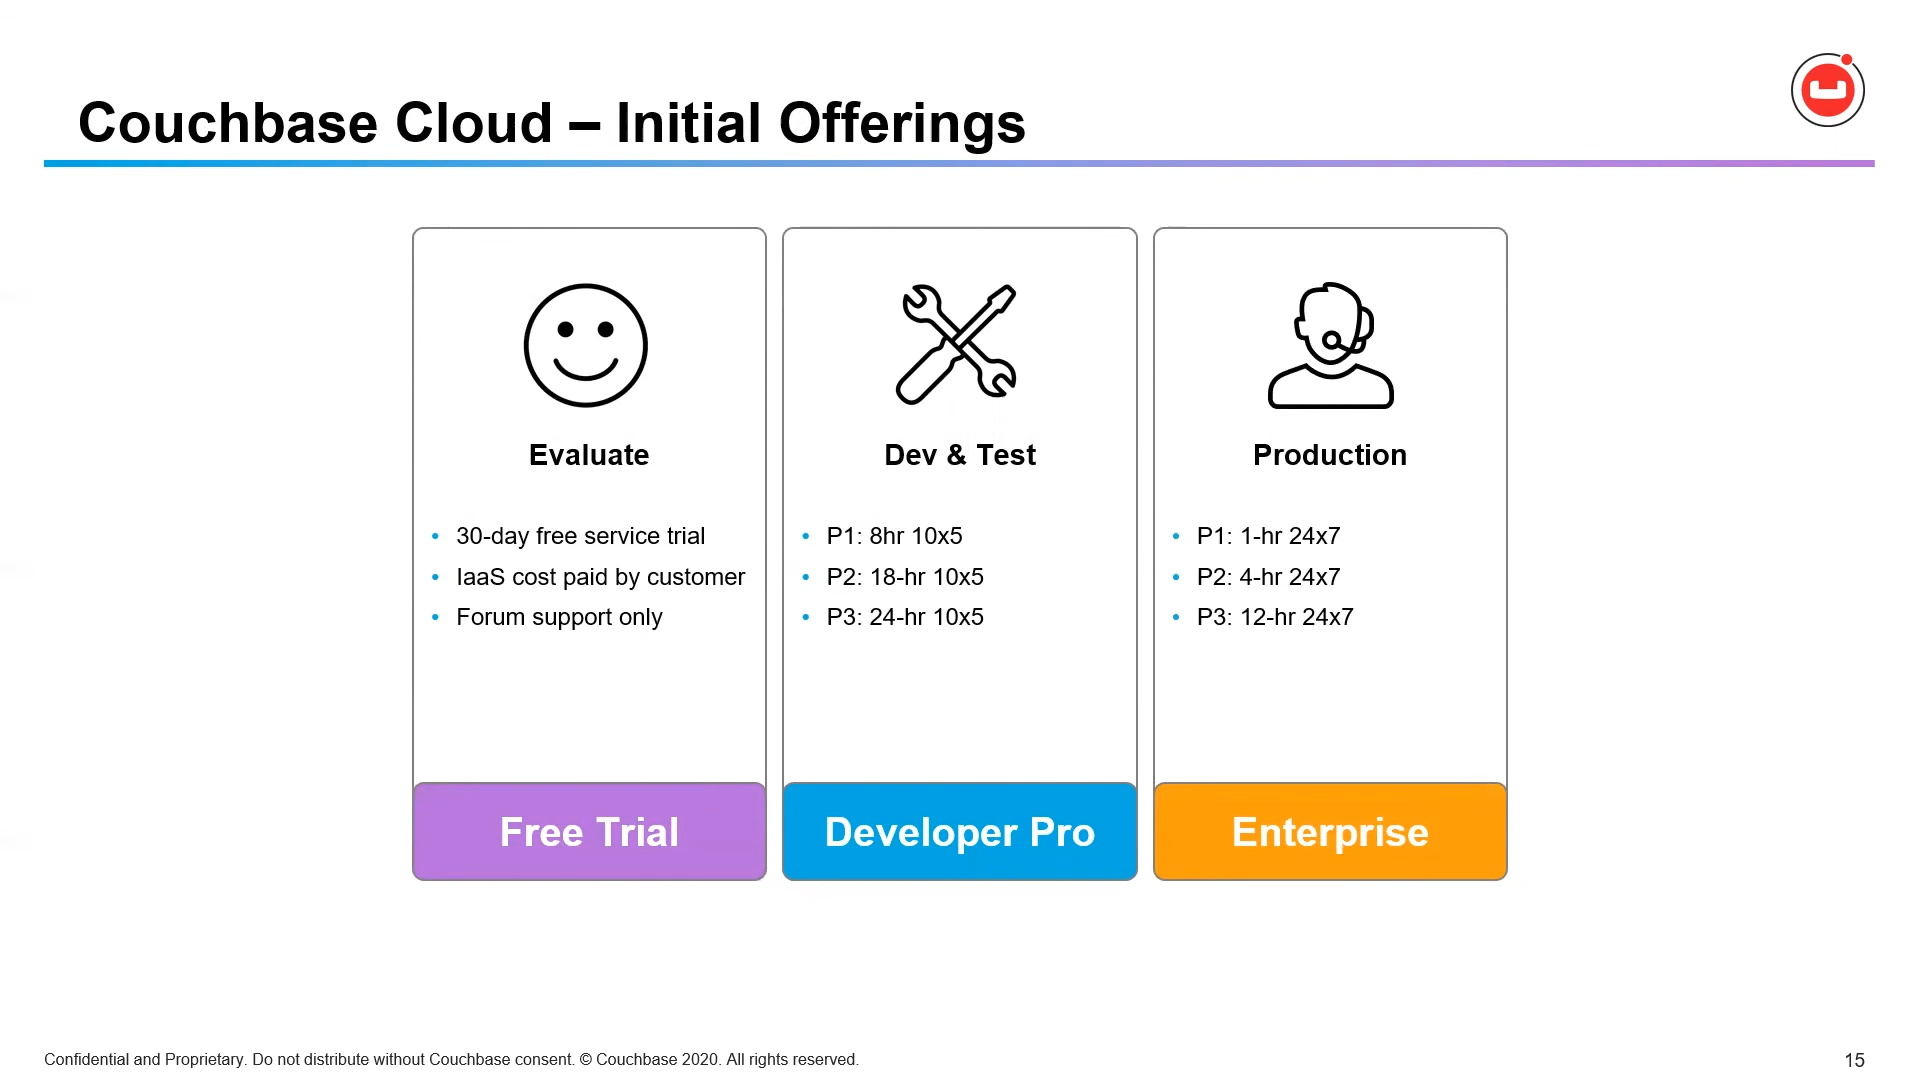 Couchbase Cloud – Initial Offerings
Evaluate
• 30-day free service trial
• IaaS cost paid by customer
• Forum support only
Free Trial
Dev & Test
• P1: 8hr 10x5
• P2: 18-hr 10x5
• P3: 24-hr 10x5
Developer Pro
Production
• P1: 1-hr 24x7
• P2: 4-hr 24x7
• P3: 12-hr 24x7
Enterprise
Confidential and Proprietary. Do not distribute without Couchbase consent. © Couchbase 2020. All rights reserved.
15